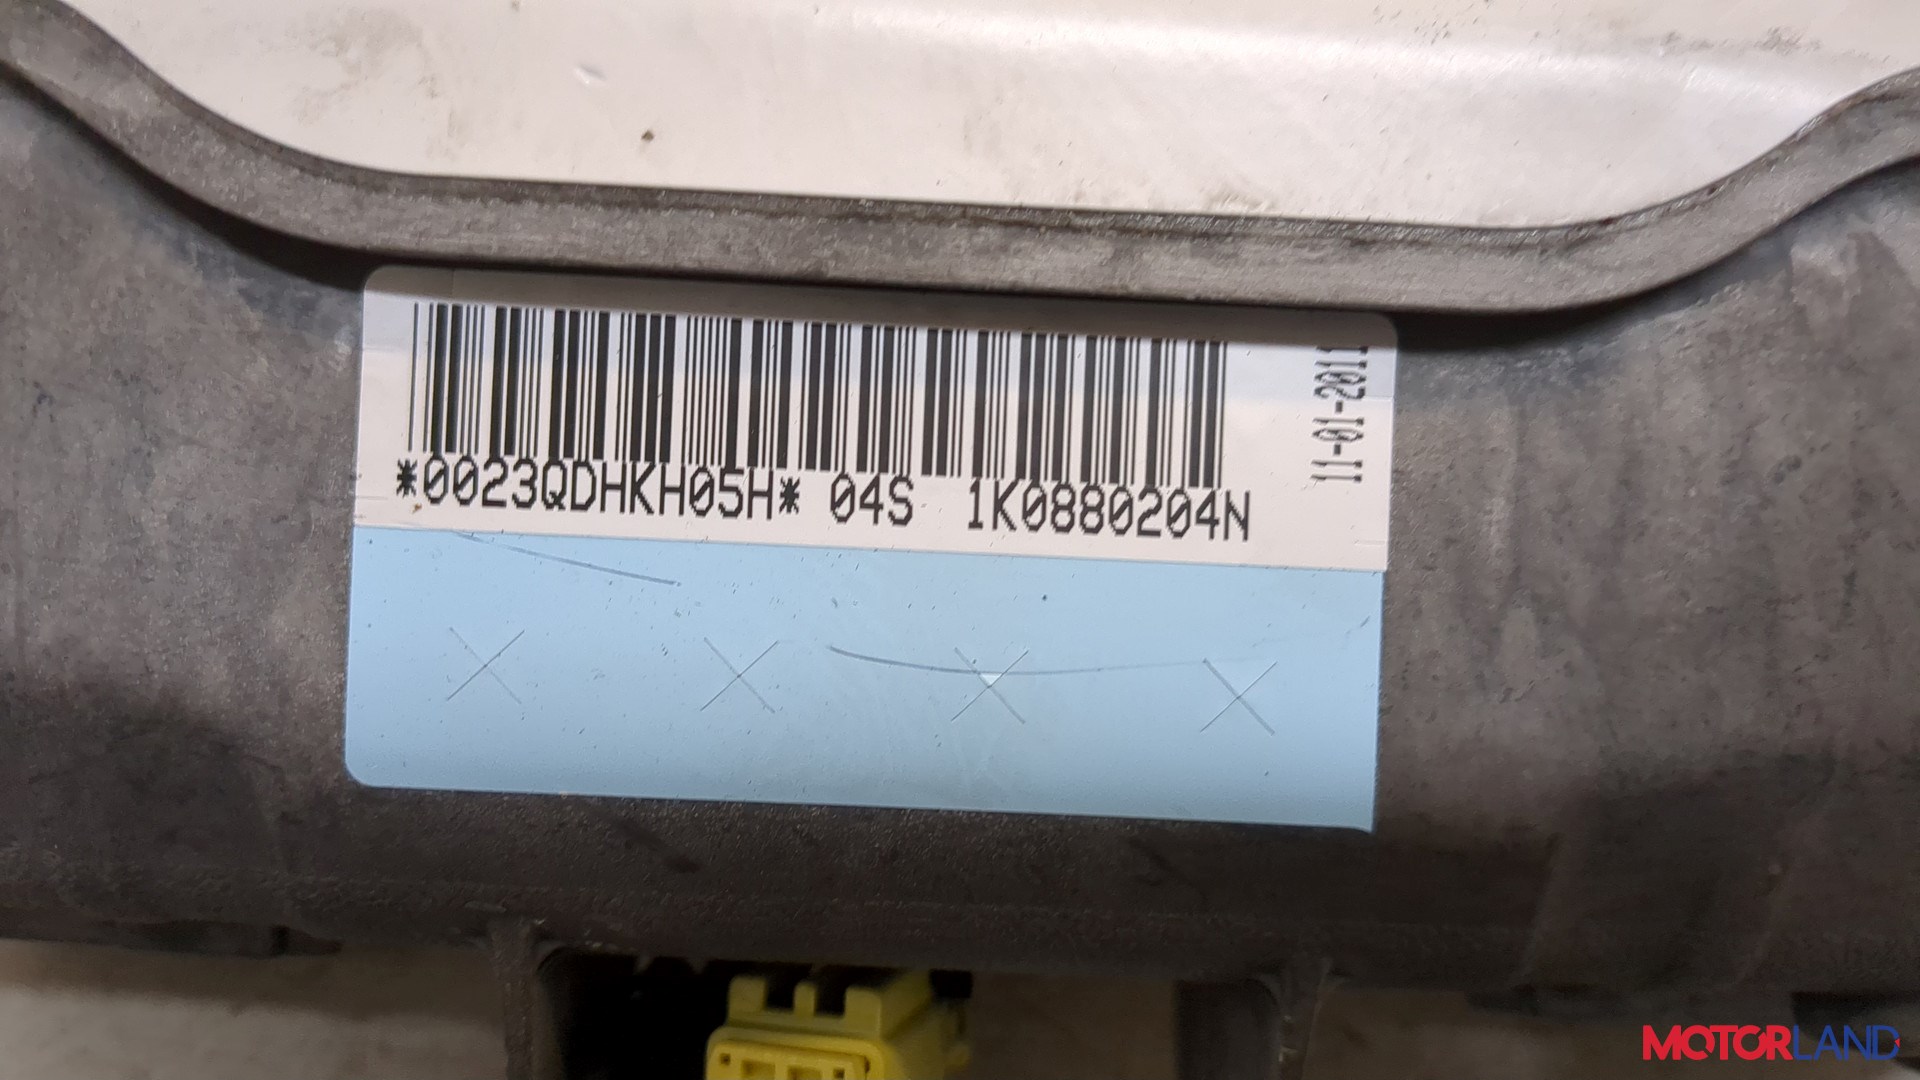 *0023QDHKH05H* 04S 1K0880204N
11-01-2011
MOTORLAND